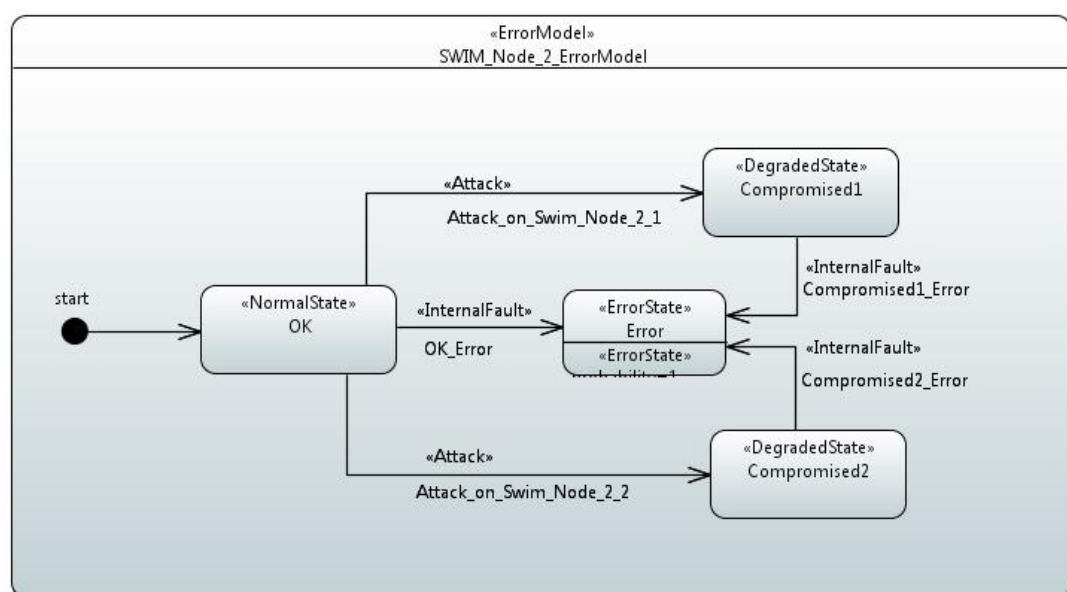 «ErrorModel»
SWIM_Node_2_ErrorModel
«DegradedState»
Compromised1
«Attack»
Attack_on_Swim_Node_2_1
«InternalFault»
Compromised1_Error
start
«NormalState»
OK
«InternalFault»
OK_Error
«ErrorState»
Error
«ErrorState»
«InternalFault»
Compromised2_Error
«Attack»
Attack_on_Swim_Node_2_2
«DegradedState»
Compromised2